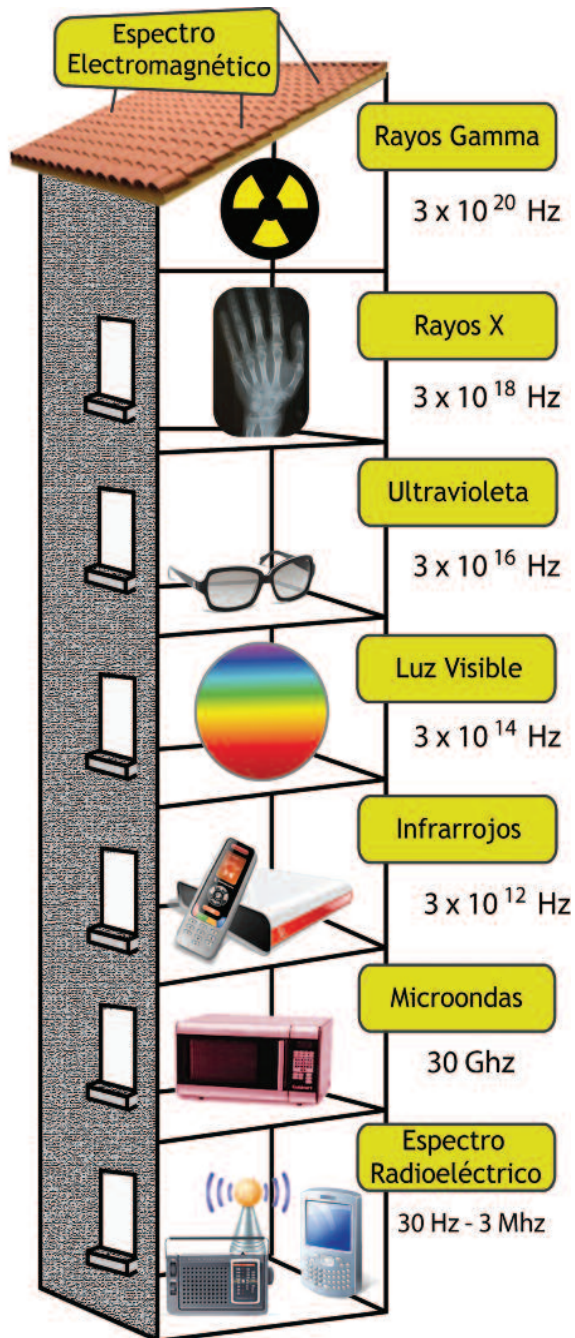 Espectro
Electromagnético
Rayos Gamma
3 x 10 20 Hz
Rayos X
3 x 10 18 Hz
Ultravioleta
3 x 10 16 Hz
Luz Visible
3 x 10 14 Hz
Infrarrojos
3 x 10 12 Hz
Microondas
30 Ghz
Espectro
Radioeléctrico
30 Hz - 3 Mhz